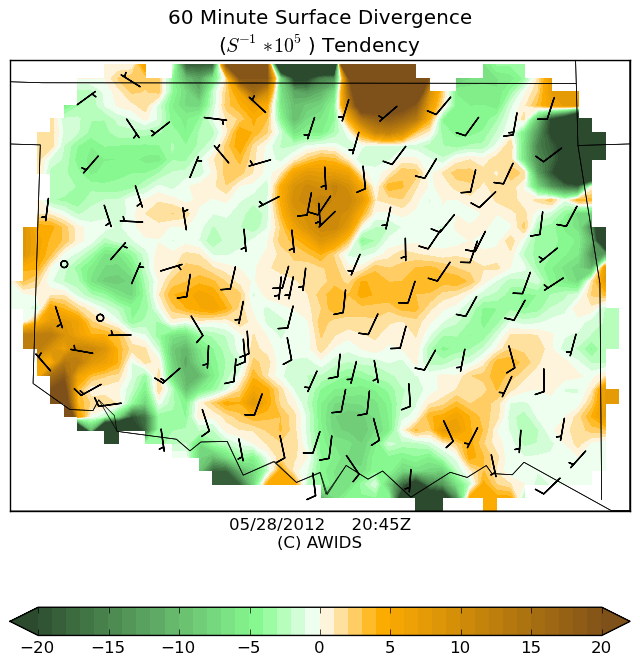 60 Minute Surface Divergence
(S⁻¹ *10⁵ ) Tendency
05/28/2012 20:45Z
(C) AWIDS
−20 −15 −10 −5 0 5 10 15 20